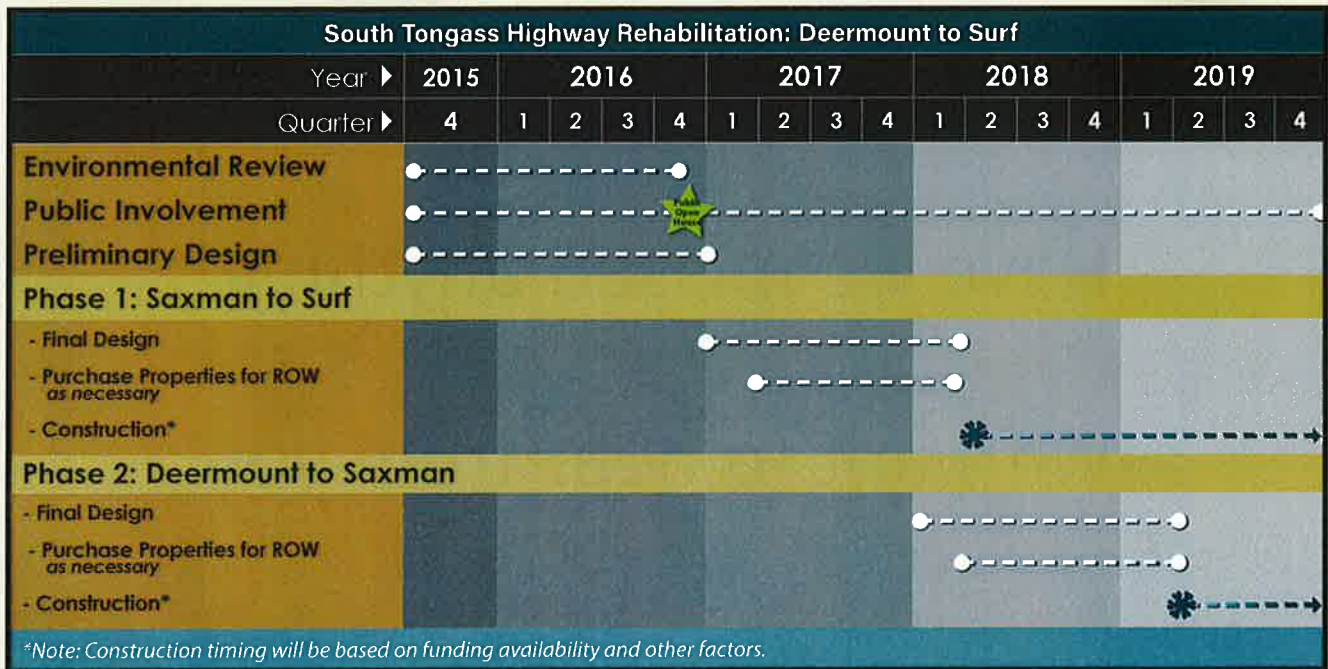 South Tongass Highway Rehabilitation: Deermount to Surf
Year 2015 2016 2017 2018 2019
Quarter 4 1 2 3 4 1 2 3 4 1 2 3 4 1 2 3 4
Environmental Review
Public Involvement
Public
Open
House
Preliminary Design
Phase 1: Saxman to Surf
- Final Design
- Purchase Properties for ROW
as necessary
- Construction*
Phase 2: Deermount to Saxman
- Final Design
- Purchase Properties for ROW
as necessary
- Construction*
*Note: Construction timing will be based on funding availability and other factors.